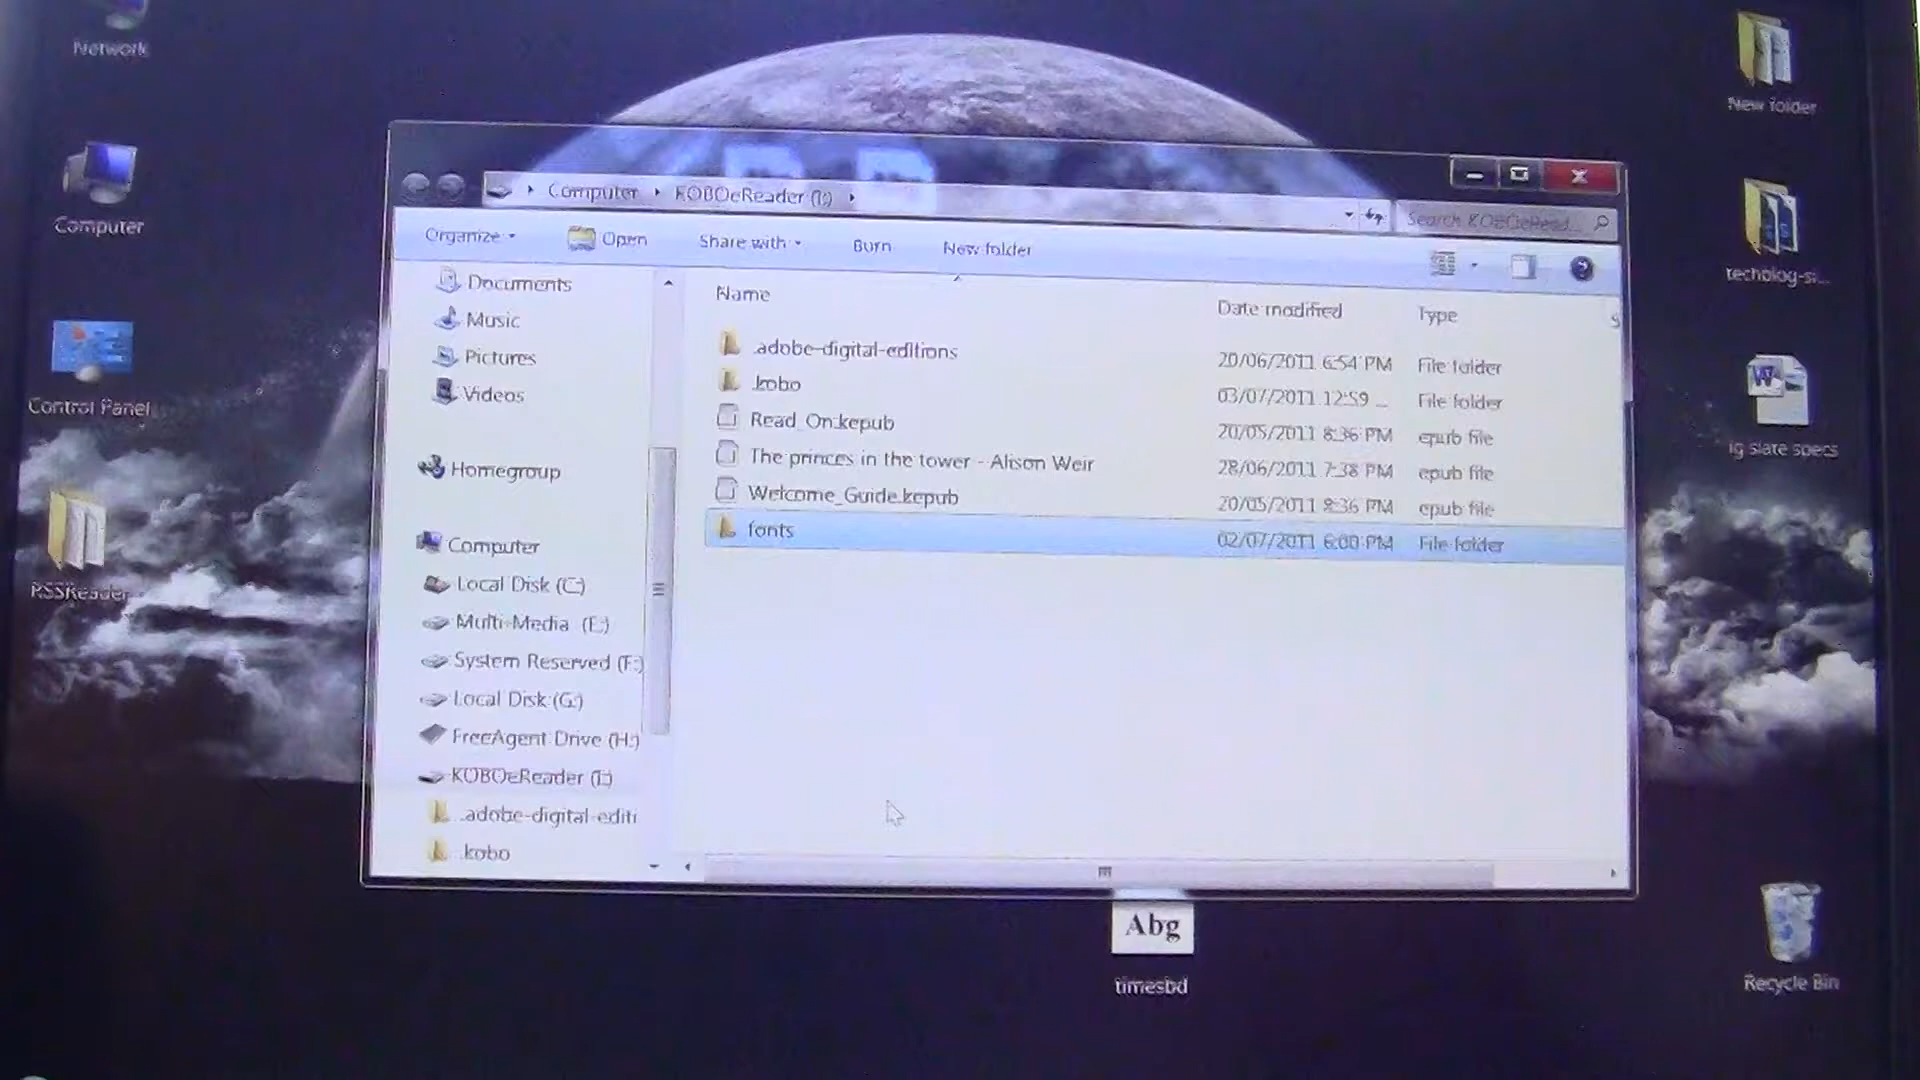 Network
Computer
Control Panel
RSSReader
New folder
ig slate specs
Recycle Bin
Computer
KOBOeReader (I:)
Organize
Open
Share with
Burn
New folder
Documents
Music
Pictures
Videos
Homegroup
Computer
Local Disk (C:)
Multi-Media (E:)
System Reserved (F:)
Local Disk (G:)
FreeAgent Drive (H:)
KOBOeReader (I:)
.adobe-digital-editi
.kobo
Name Date modified Type S
.adobe-digital-editions 20/06/2011 6:54 PM File folder
.kobo 03/07/2011 12:59 ... File folder
Read_On.kepub 20/05/2011 8:36 PM epub file
The princes in the tower - Alison Weir 28/06/2011 7:38 PM epub file
Welcome_Guide.kepub 20/05/2011 8:36 PM epub file
fonts 02/07/2011 6:00 PM File folder
Abg
timesbd